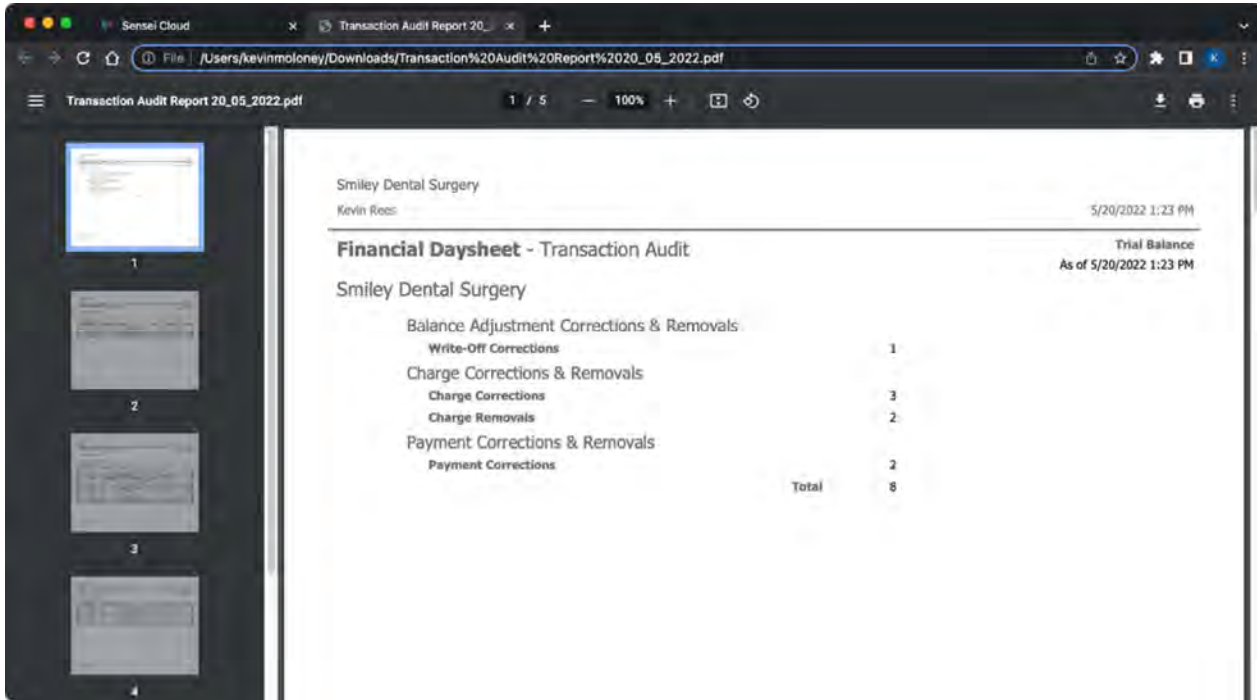 Sensei Cloud
Transaction Audit Report 20_
File /Users/kevinmoloney/Downloads/Transaction%20Audit%20Report%2020_05_2022.pdf
K
Transaction Audit Report 20_05_2022.pdf
1 / 5
100%
1
2
3
4
Smiley Dental Surgery
Kevin Rees
5/20/2022 1:23 PM
Financial Daysheet - Transaction Audit
Trial Balance
As of 5/20/2022 1:23 PM
Smiley Dental Surgery
Balance Adjustment Corrections & Removals
Write-Off Corrections 1
Charge Corrections & Removals
Charge Corrections 3
Charge Removals 2
Payment Corrections & Removals
Payment Corrections 2
Total 8